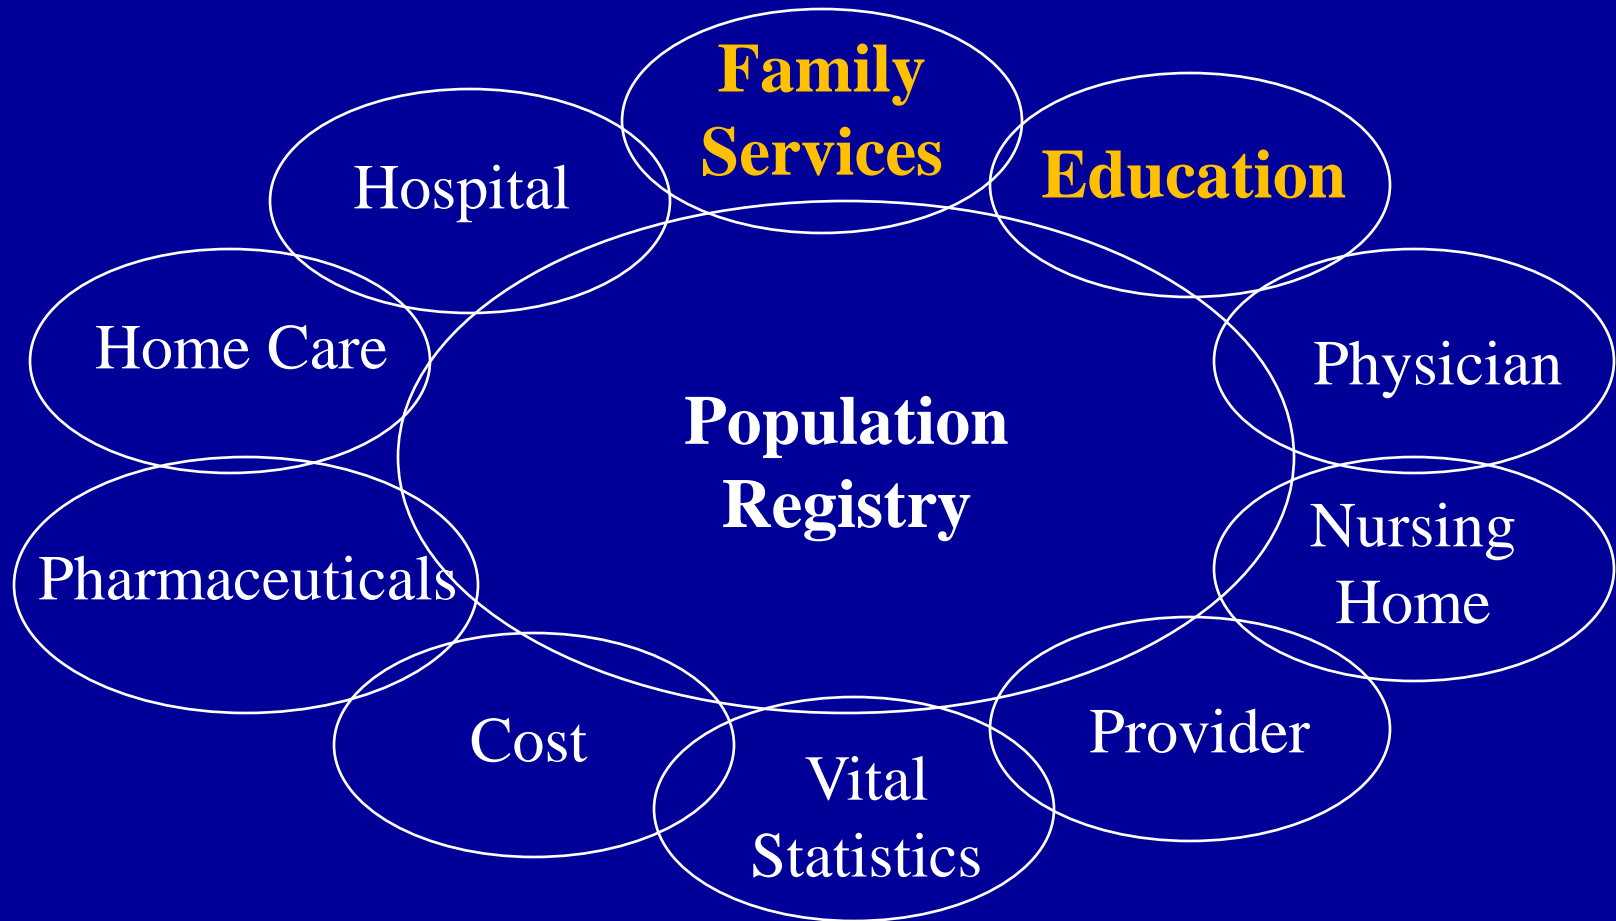 Family
Services
Education
Hospital
Home Care
Physician
Population
Registry
Nursing
Home
Pharmaceuticals
Provider
Cost
Vital
Statistics